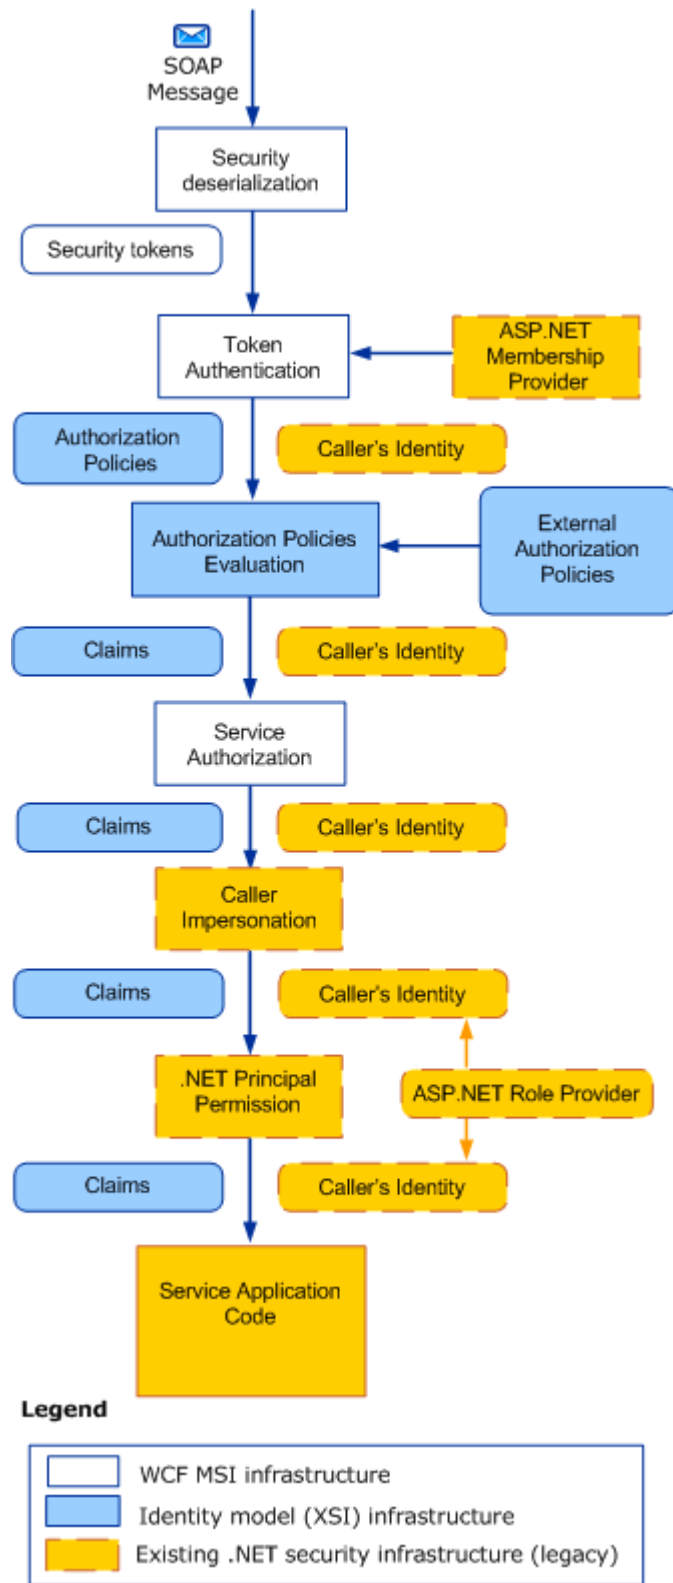 SOAP
Message
Security
deserialization
Security tokens
Token
Authentication
ASP.NET
Membership
Provider
Authorization
Policies
Caller's Identity
Authorization Policies
Evaluation
External
Authorization
Policies
Claims
Caller's Identity
Service
Authorization
Claims
Caller's Identity
Caller
Impersonation
Claims
Caller's Identity
.NET Principal
Permission
ASP.NET Role Provider
Claims
Caller's Identity
Service Application
Code
Legend
WCF MSI infrastructure
Identity model (XSI) infrastructure
Existing .NET security infrastructure (legacy)